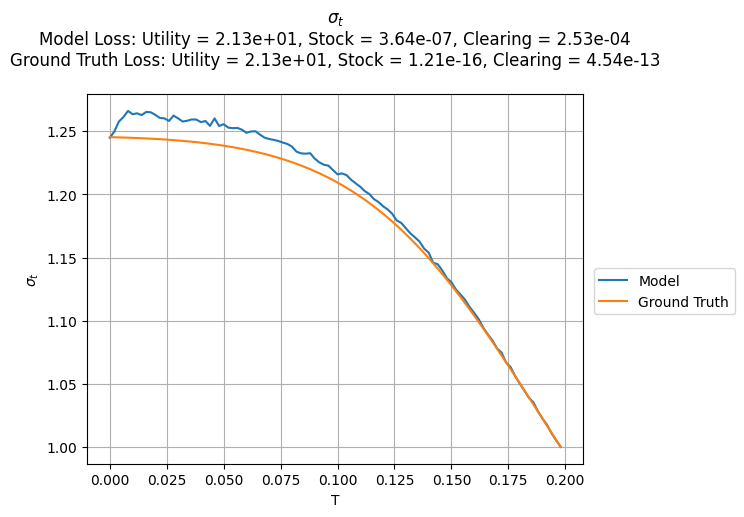 σt
Model Loss: Utility = 2.13e+01, Stock = 3.64e-07, Clearing = 2.53e-04
Ground Truth Loss: Utility = 2.13e+01, Stock = 1.21e-16, Clearing = 4.54e-13
1.25
1.20
1.15
1.10
1.05
1.00
σt
0.000 0.025 0.050 0.075 0.100 0.125 0.150 0.175 0.200
T
Model
Ground Truth